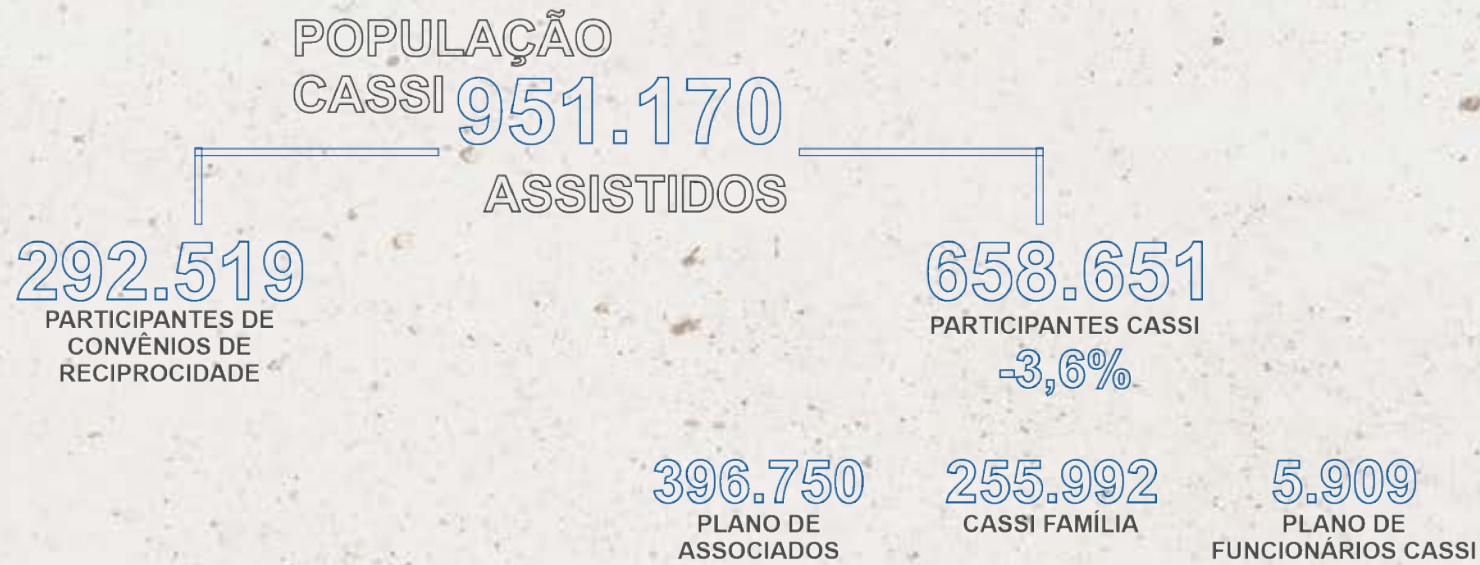 POPULAÇÃO
CASSI 951.170
ASSISTIDOS
292.519
PARTICIPANTES DE
CONVÊNIOS DE
RECIPROCIDADE
658.651
PARTICIPANTES CASSI
-3,6%
396.750
PLANO DE
ASSOCIADOS
255.992
CASSI FAMÍLIA
5.909
PLANO DE
FUNCIONÁRIOS CASSI